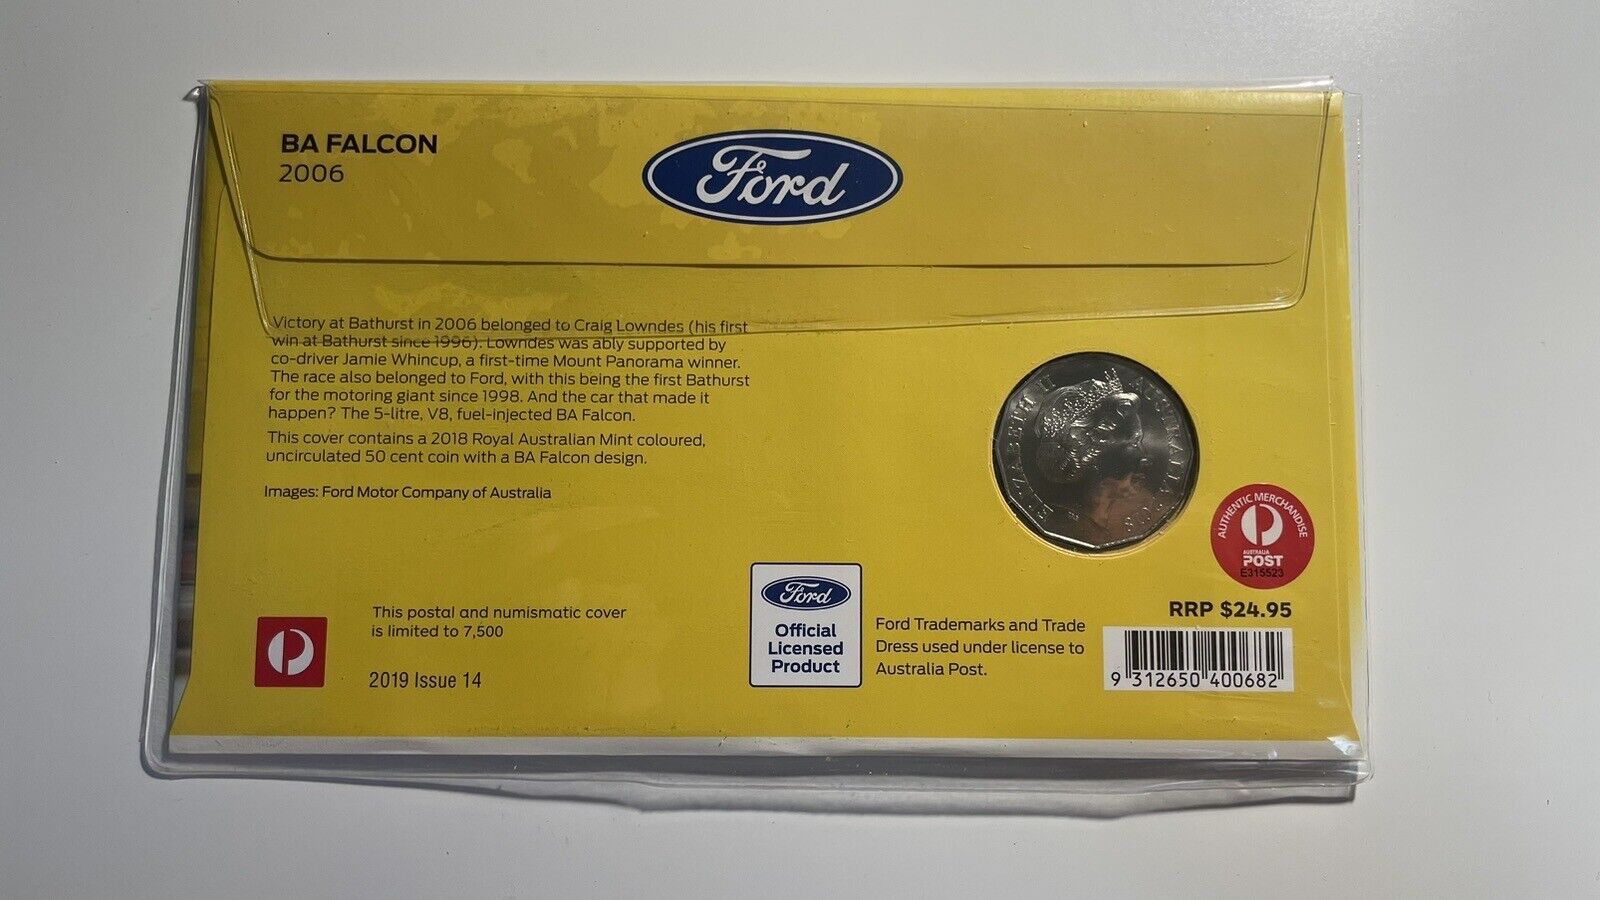 BA FALCON
2006
Ford
Victory at Bathurst in 2006 belonged to Craig Lowndes (his first
win at Bathurst since 1996). Lowndes was ably supported by
co-driver Jamie Whincup, a first-time Mount Panorama winner.
The race also belonged to Ford, with this being the first Bathurst
for the motoring giant since 1998. And the car that made it
happen? The 5-litre, V8, fuel-injected BA Falcon.
This cover contains a 2018 Royal Australian Mint coloured,
uncirculated 50 cent coin with a BA Falcon design.
Images: Ford Motor Company of Australia
ELIZABETH II AUSTRALIA 2018
AUTHENTIC MERCHANDISE
AUSTRALIA
POST
E315523
This postal and numismatic cover
is limited to 7,500
2019 Issue 14
Ford
Official
Licensed
Product
Ford Trademarks and Trade
Dress used under license to
Australia Post.
RRP $24.95
9 312650 400682